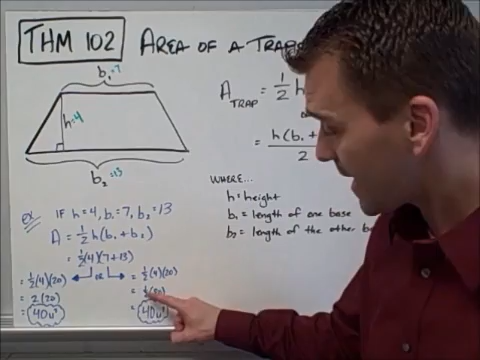 THM 102 AREA OF A
b₁=7
h=4
b₂=13
A TRAP = 1/2 h
= h(b₁ +
2
WHERE...
h = height
b₁ = length of one base
b₂ = length of the other
ex IF h=4, b₁=7, b₂=13
A = 1/2 h(b₁+b₂)
= 1/2(4)(7+13)
= 1/2(4)(20) OR = 1/2(4)(20)
= 2(20)
= 40u² = 40u²